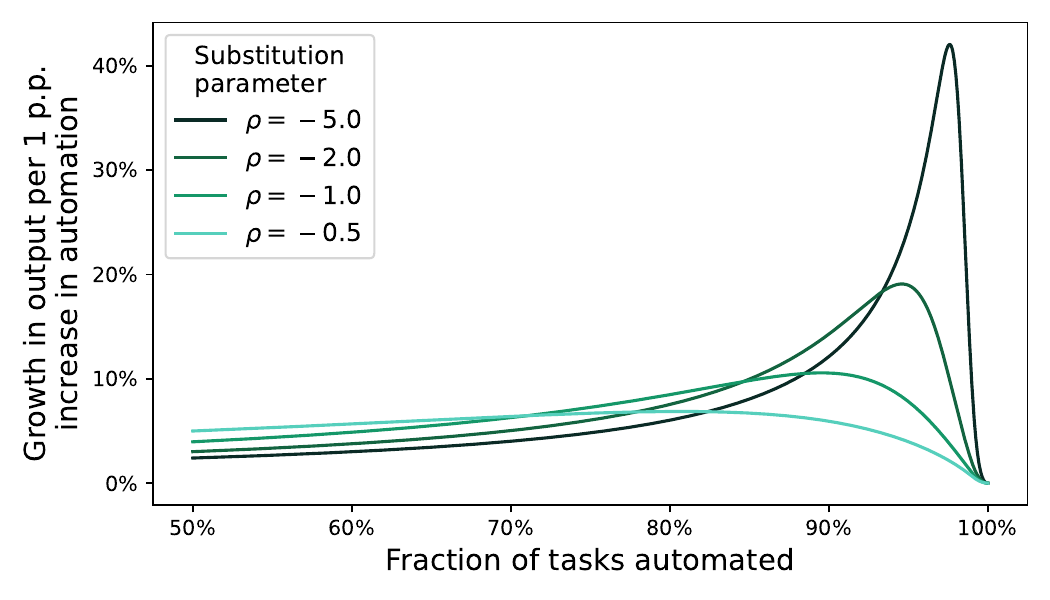 Growth in output per 1 p.p.
increase in automation
40%
30%
20%
10%
0%
Substitution
parameter
ρ = −5.0
ρ = −2.0
ρ = −1.0
ρ = −0.5
50%
60%
70%
80%
90%
100%
Fraction of tasks automated